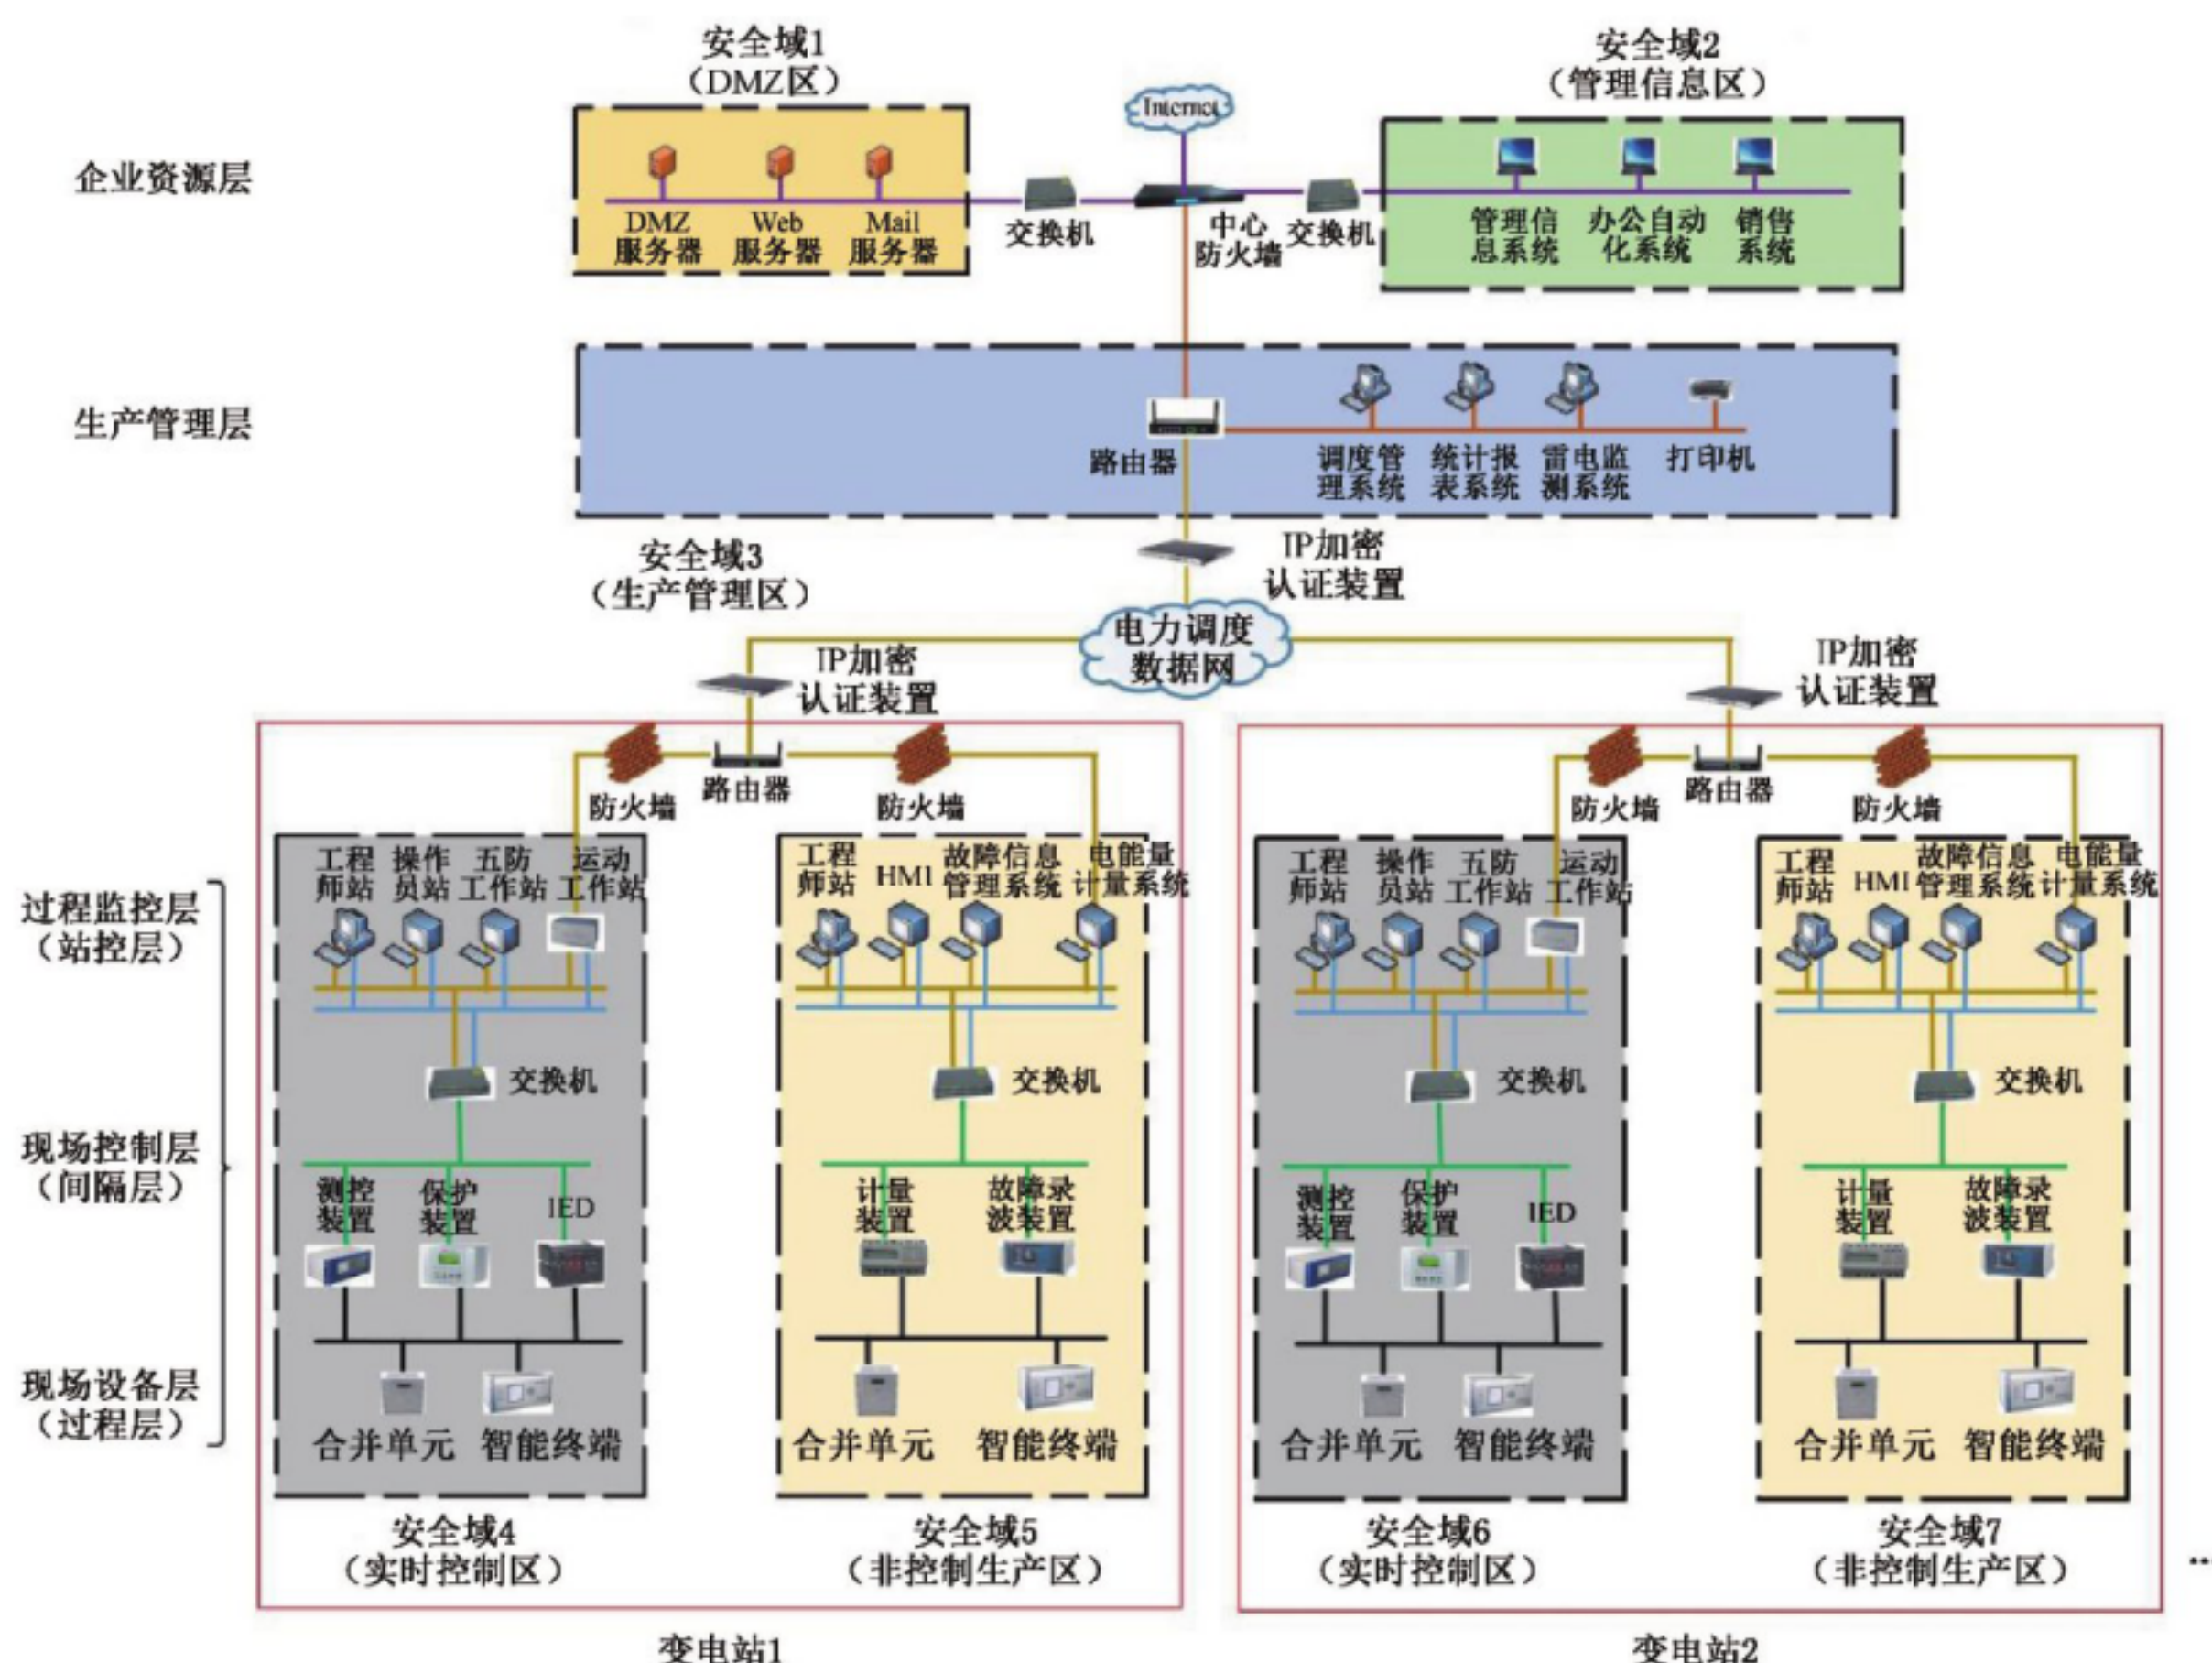 安全域1
（DMZ区）
安全域2
（管理信息区）
Internet
企业资源层
DMZ
服务器
Web
服务器
Mail
服务器
交换机
中心
防火墙
交换机
管理信
息系统
办公自动
化系统
销售
系统
生产管理层
路由器
调度管
理系统
统计报
表系统
雷电监
测系统
打印机
安全域3
（生产管理区）
IP加密
认证装置
电力调度
数据网
IP加密
认证装置
IP加密
认证装置
防火墙
路由器
防火墙
防火墙
路由器
防火墙
过程监控层
（站控层）
工程
师站
操作
员站
五防
工作站
运动
工作站
工程
师站
HMI
故障信息
管理系统
电能量
计量系统
工程
师站
操作
员站
五防
工作站
运动
工作站
工程
师站
HMI
故障信息
管理系统
电能量
计量系统
交换机
交换机
交换机
交换机
现场控制层
（间隔层）
测控
装置
保护
装置
IED
计量
装置
故障录
波装置
测控
装置
保护
装置
IED
计量
装置
故障录
波装置
现场设备层
（过程层）
合并单元
智能终端
合并单元
智能终端
合并单元
智能终端
合并单元
智能终端
安全域4
（实时控制区）
安全域5
（非控制生产区）
安全域6
（实时控制区）
安全域7
（非控制生产区）
..
变电站1
变电站2